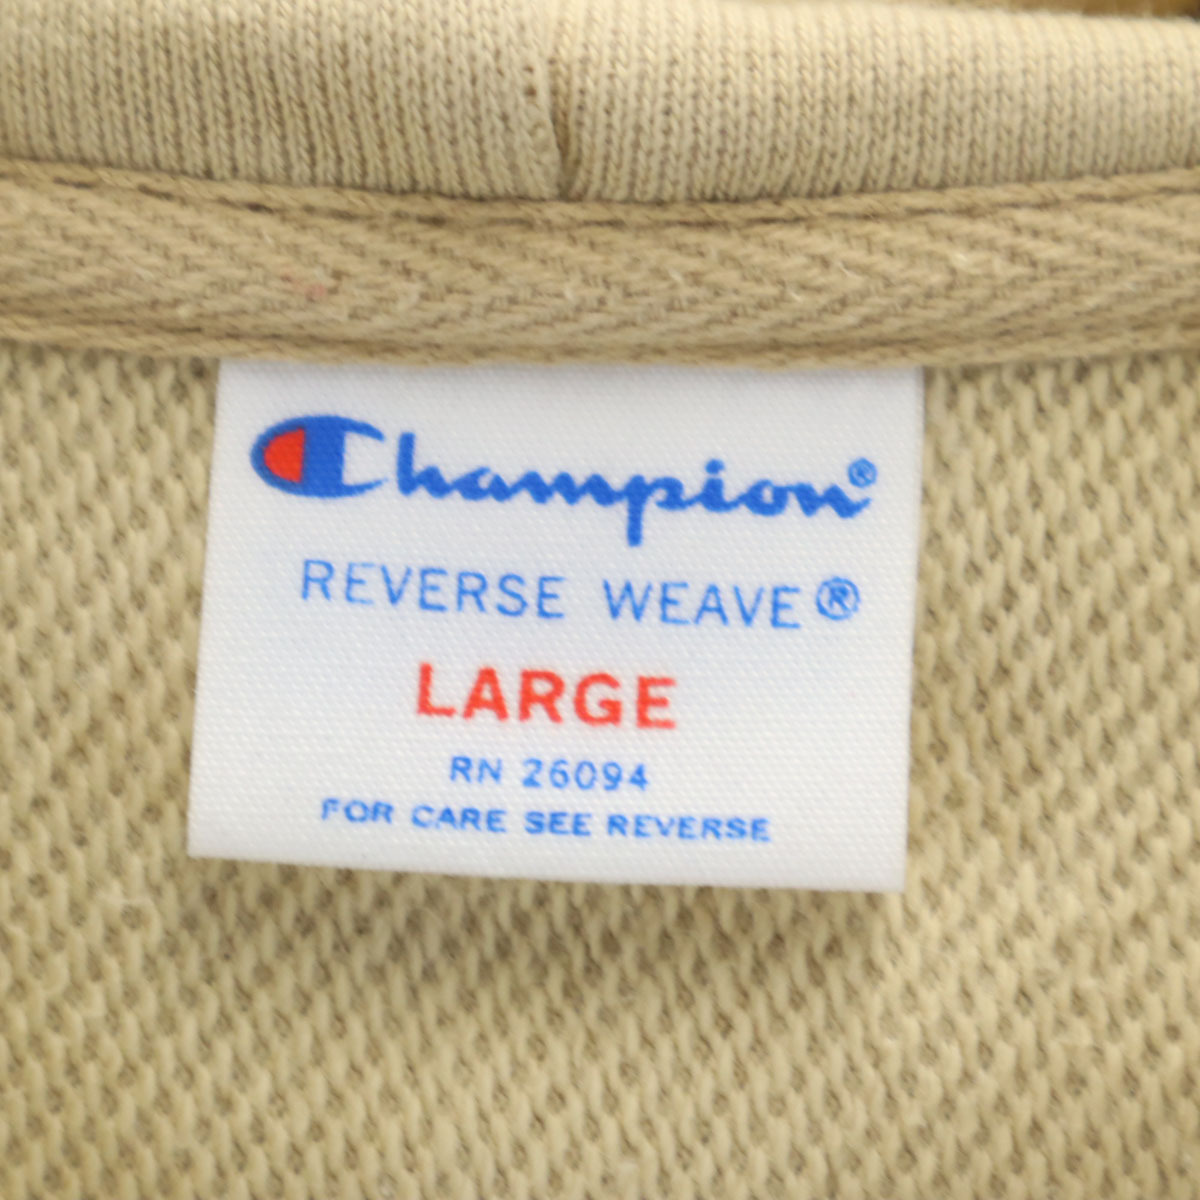 Champion®
REVERSE WEAVE®
LARGE
RN 26094
FOR CARE SEE REVERSE